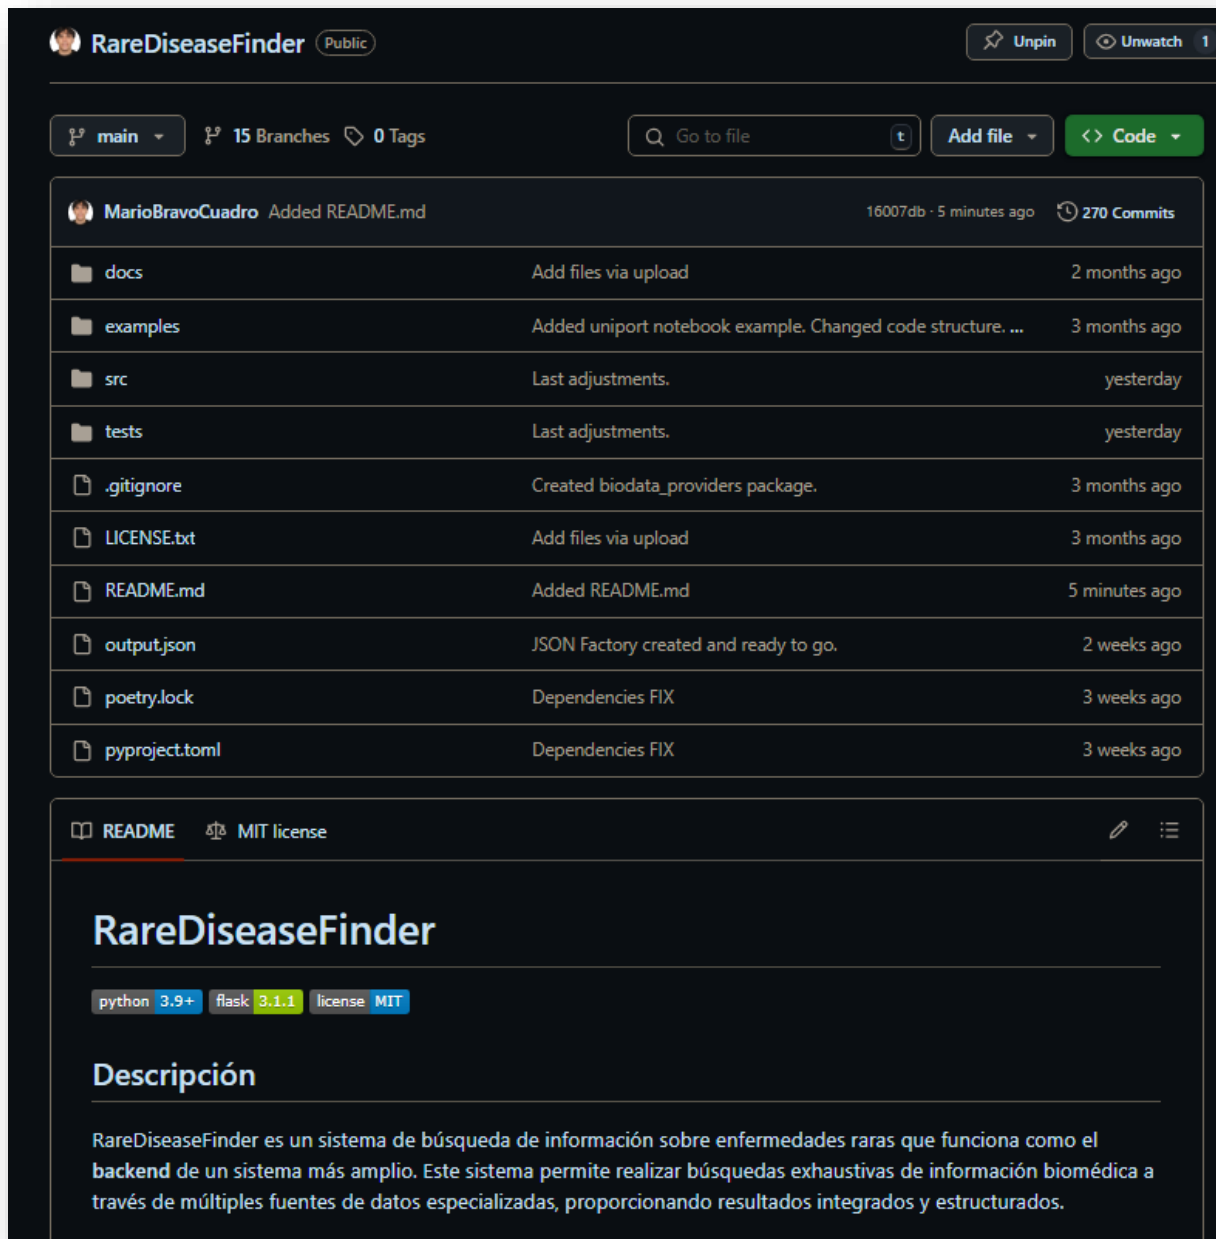 RareDiseaseFinder Public Unpin Unwatch 1
main 15 Branches 0 Tags Go to file t Add file Code
MarioBravoCuadro Added README.md 16007db · 5 minutes ago 270 Commits
docs Add files via upload 2 months ago
examples Added uniport notebook example. Changed code structure. ... 3 months ago
src Last adjustments. yesterday
tests Last adjustments. yesterday
.gitignore Created biodata_providers package. 3 months ago
LICENSE.txt Add files via upload 3 months ago
README.md Added README.md 5 minutes ago
output.json JSON Factory created and ready to go. 2 weeks ago
poetry.lock Dependencies FIX 3 weeks ago
pyproject.toml Dependencies FIX 3 weeks ago
README MIT license
RareDiseaseFinder
python 3.9+ flask 3.1.1 license MIT
Descripción
RareDiseaseFinder es un sistema de búsqueda de información sobre enfermedades raras que funciona como el
backend de un sistema más amplio. Este sistema permite realizar búsquedas exhaustivas de información biomédica a
través de múltiples fuentes de datos especializadas, proporcionando resultados integrados y estructurados.